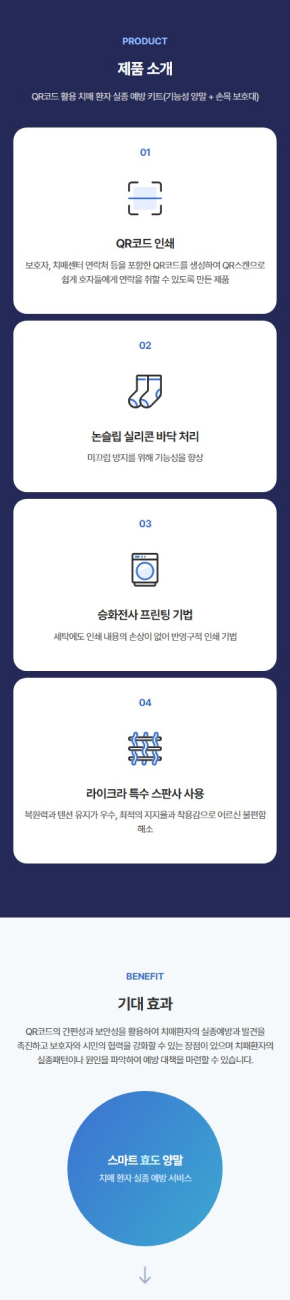 PRODUCT
제품 소개
QR코드 활용 치매 환자 실종 예방 키트(기능성 양말 + 손목 보호대)
01
QR코드 인쇄
보호자, 치매센터 연락처 등을 포함한 QR코드를 생성하여 QR스캔으로
쉽게 호자들에게 연락을 취할 수 있도록 만든 제품
02
논슬립 실리콘 바닥 처리
미끄럼 방지를 위해 기능성을 향상
03
승화전사 프린팅 기법
세탁에도 인쇄 내용의 손상이 없어 반영구적 인쇄 기법
04
라이크라 특수 스판사 사용
복원력과 텐션 유지가 우수, 최적의 지지율과 착용감으로 어르신 불편함
해소
BENEFIT
기대 효과
QR코드의 간편성과 보안성을 활용하여 치매환자의 실종예방과 발견을
촉진하고 보호자와 시민의 협력을 강화할 수 있는 장점이 있으며 치매환자의
실종패턴이나 원인을 파악하여 예방 대책을 마련할 수 있습니다.
스마트 효도 양말
치매 환자 실종 예방 서비스